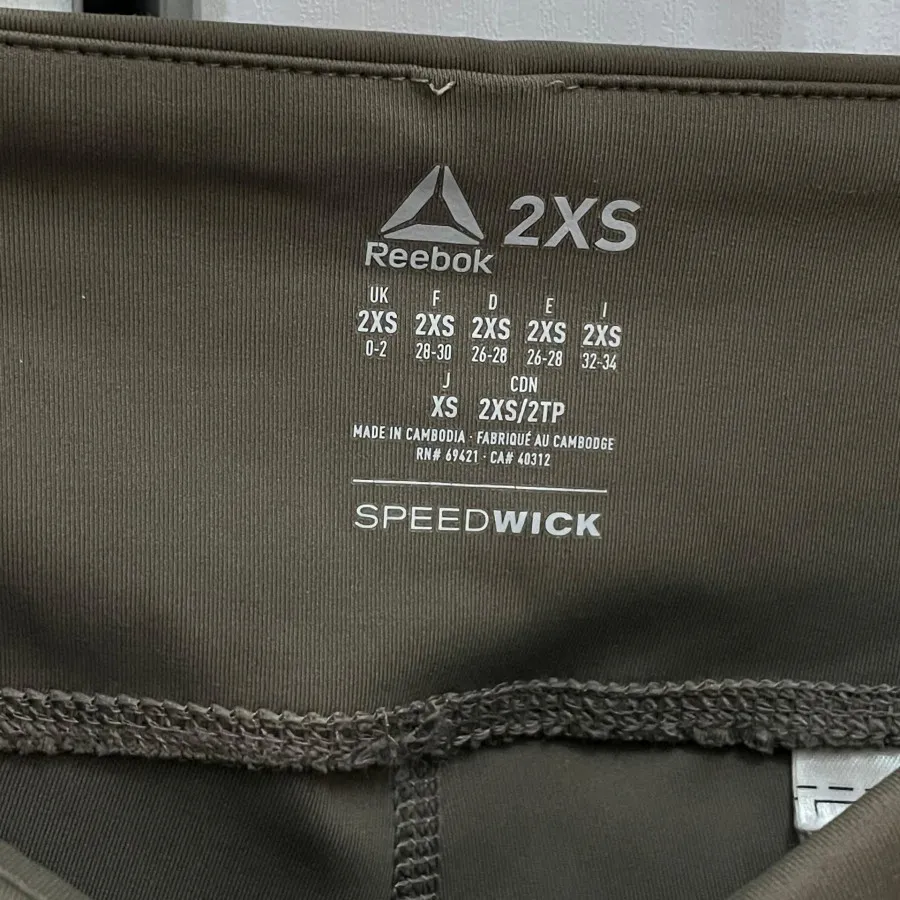 Reebok 2XS
UK F D E I
2XS 2XS 2XS 2XS 2XS
0-2 28-30 26-28 26-28 32-34
J CDN
XS 2XS/2TP
MADE IN CAMBODIA · FABRIQUÉ AU CAMBODGE
RN# 69421 · CA# 40312
SPEEDWICK